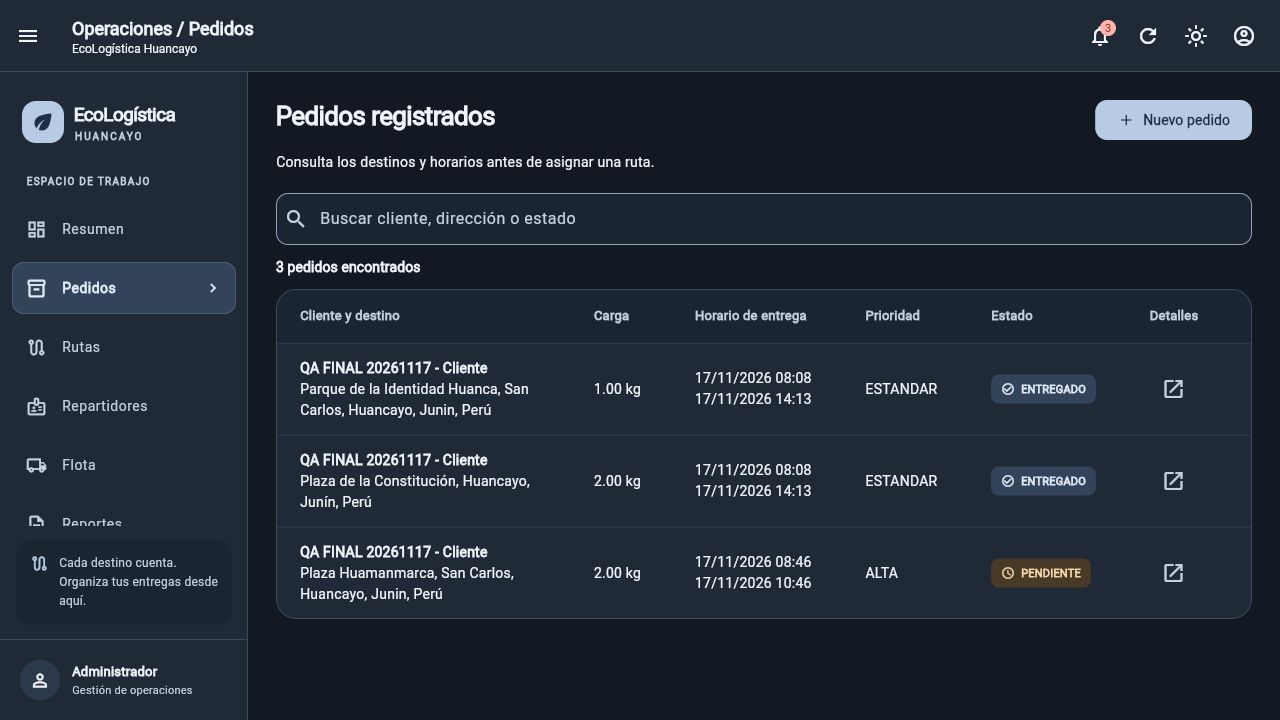 Operaciones / Pedidos
EcoLogística Huancayo
3
EcoLogística
HUANCAYO
ESPACIO DE TRABAJO
Resumen
Pedidos
Rutas
Repartidores
Flota
Reportes
Cada destino cuenta.
Organiza tus entregas desde
aquí.
Administrador
Gestión de operaciones
Pedidos registrados
Nuevo pedido
Consulta los destinos y horarios antes de asignar una ruta.
Buscar cliente, dirección o estado
3 pedidos encontrados
Cliente y destino Carga Horario de entrega Prioridad Estado Detalles
QA FINAL 20261117 - Cliente
Parque de la Identidad Huanca, San
Carlos, Huancayo, Junin, Perú
1.00 kg
17/11/2026 08:08
17/11/2026 14:13
ESTANDAR
ENTREGADO
QA FINAL 20261117 - Cliente
Plaza de la Constitución, Huancayo,
Junín, Perú
2.00 kg
17/11/2026 08:08
17/11/2026 14:13
ESTANDAR
ENTREGADO
QA FINAL 20261117 - Cliente
Plaza Huamanmarca, San Carlos,
Huancayo, Junin, Perú
2.00 kg
17/11/2026 08:46
17/11/2026 10:46
ALTA
PENDIENTE